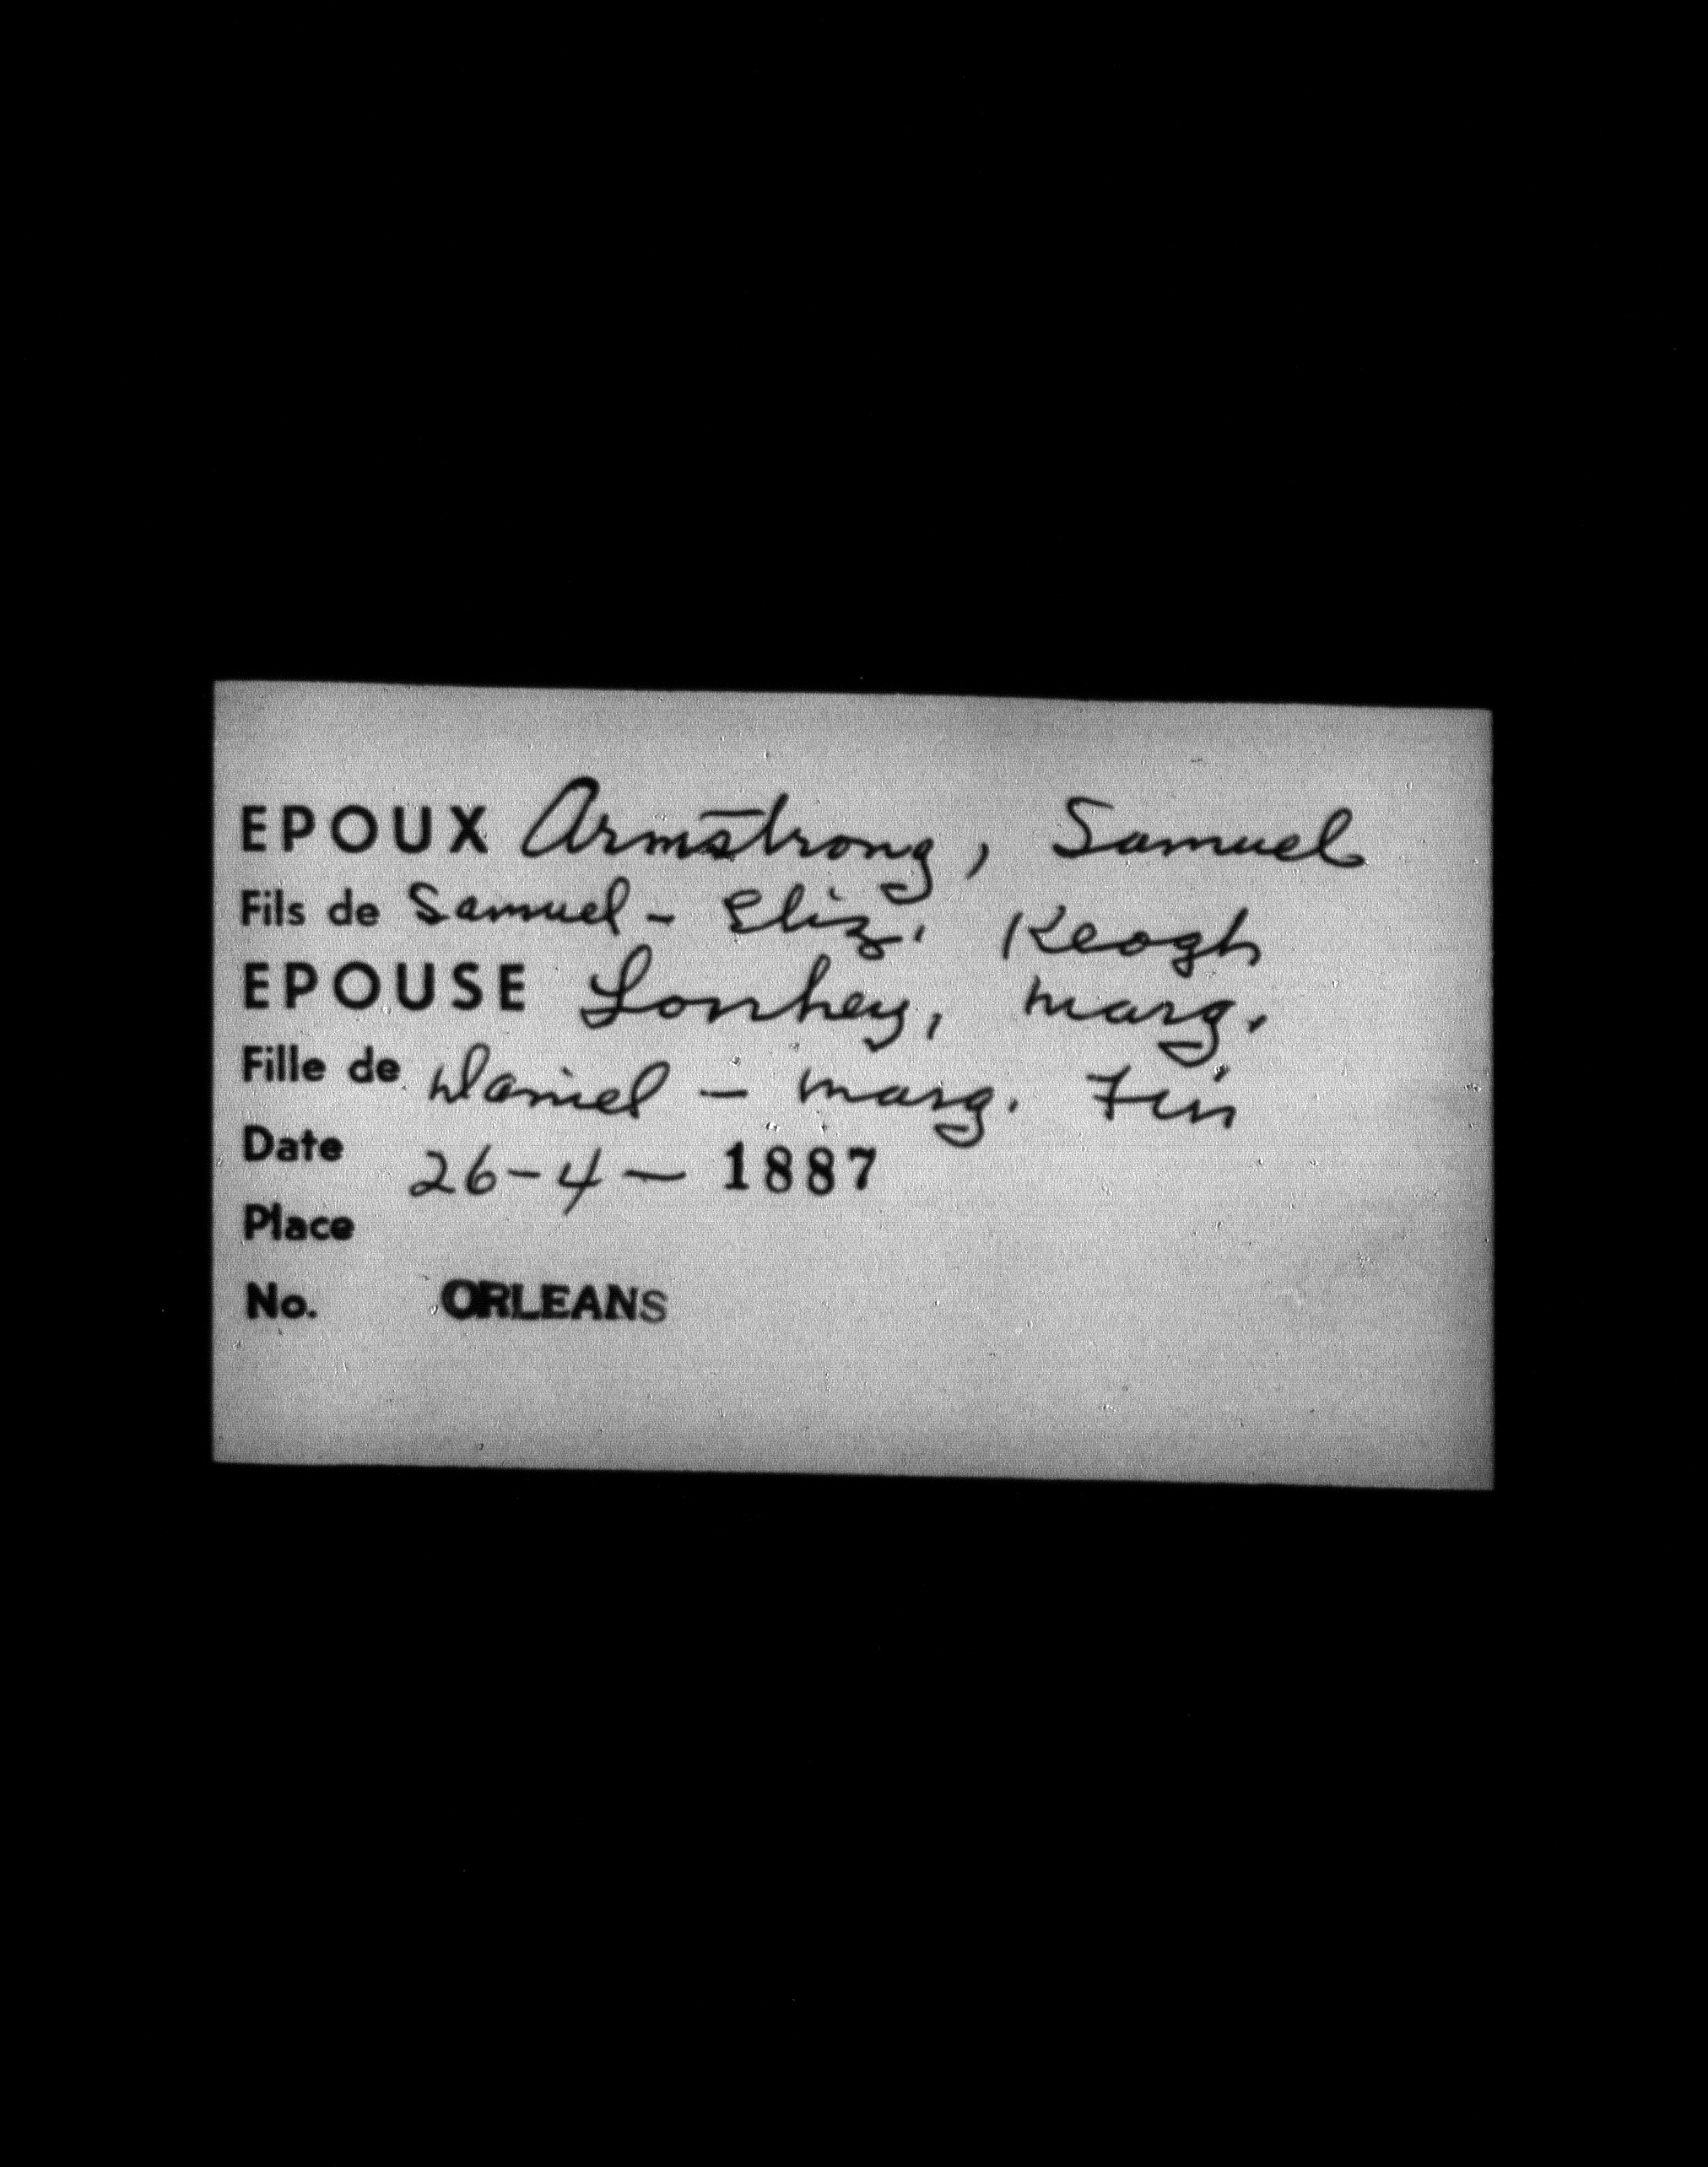 EPOUX Armstrong, Samuel
Fils de Samuel - Eliz. Keogh
EPOUSE Lonhey, Marg.
Fille de Daniel - Marg.
Date 26-4- 1887
Place
No. ORLEANS